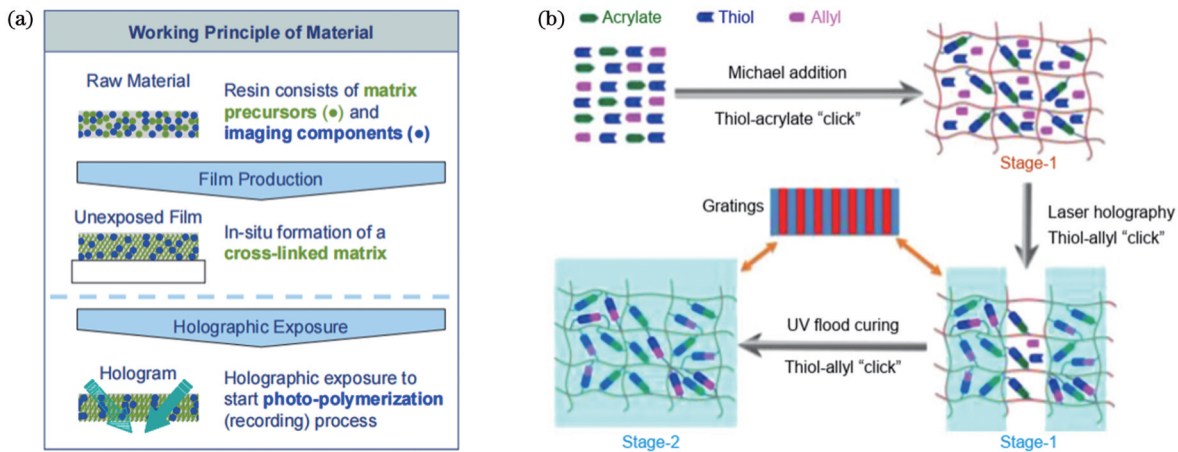 (a)
Working Principle of Material
Raw Material
Resin consists of matrix
precursors (●) and
imaging components (●)
Film Production
Unexposed Film
In-situ formation of a
cross-linked matrix
Holographic Exposure
Hologram
Holographic exposure to
start photo-polymerization
(recording) process
(b)
Acrylate
Thiol
Allyl
Michael addition
Thiol-acrylate “click”
Stage-1
Gratings
Laser holography
Thiol-allyl “click”
UV flood curing
Thiol-allyl “click”
Stage-2
Stage-1